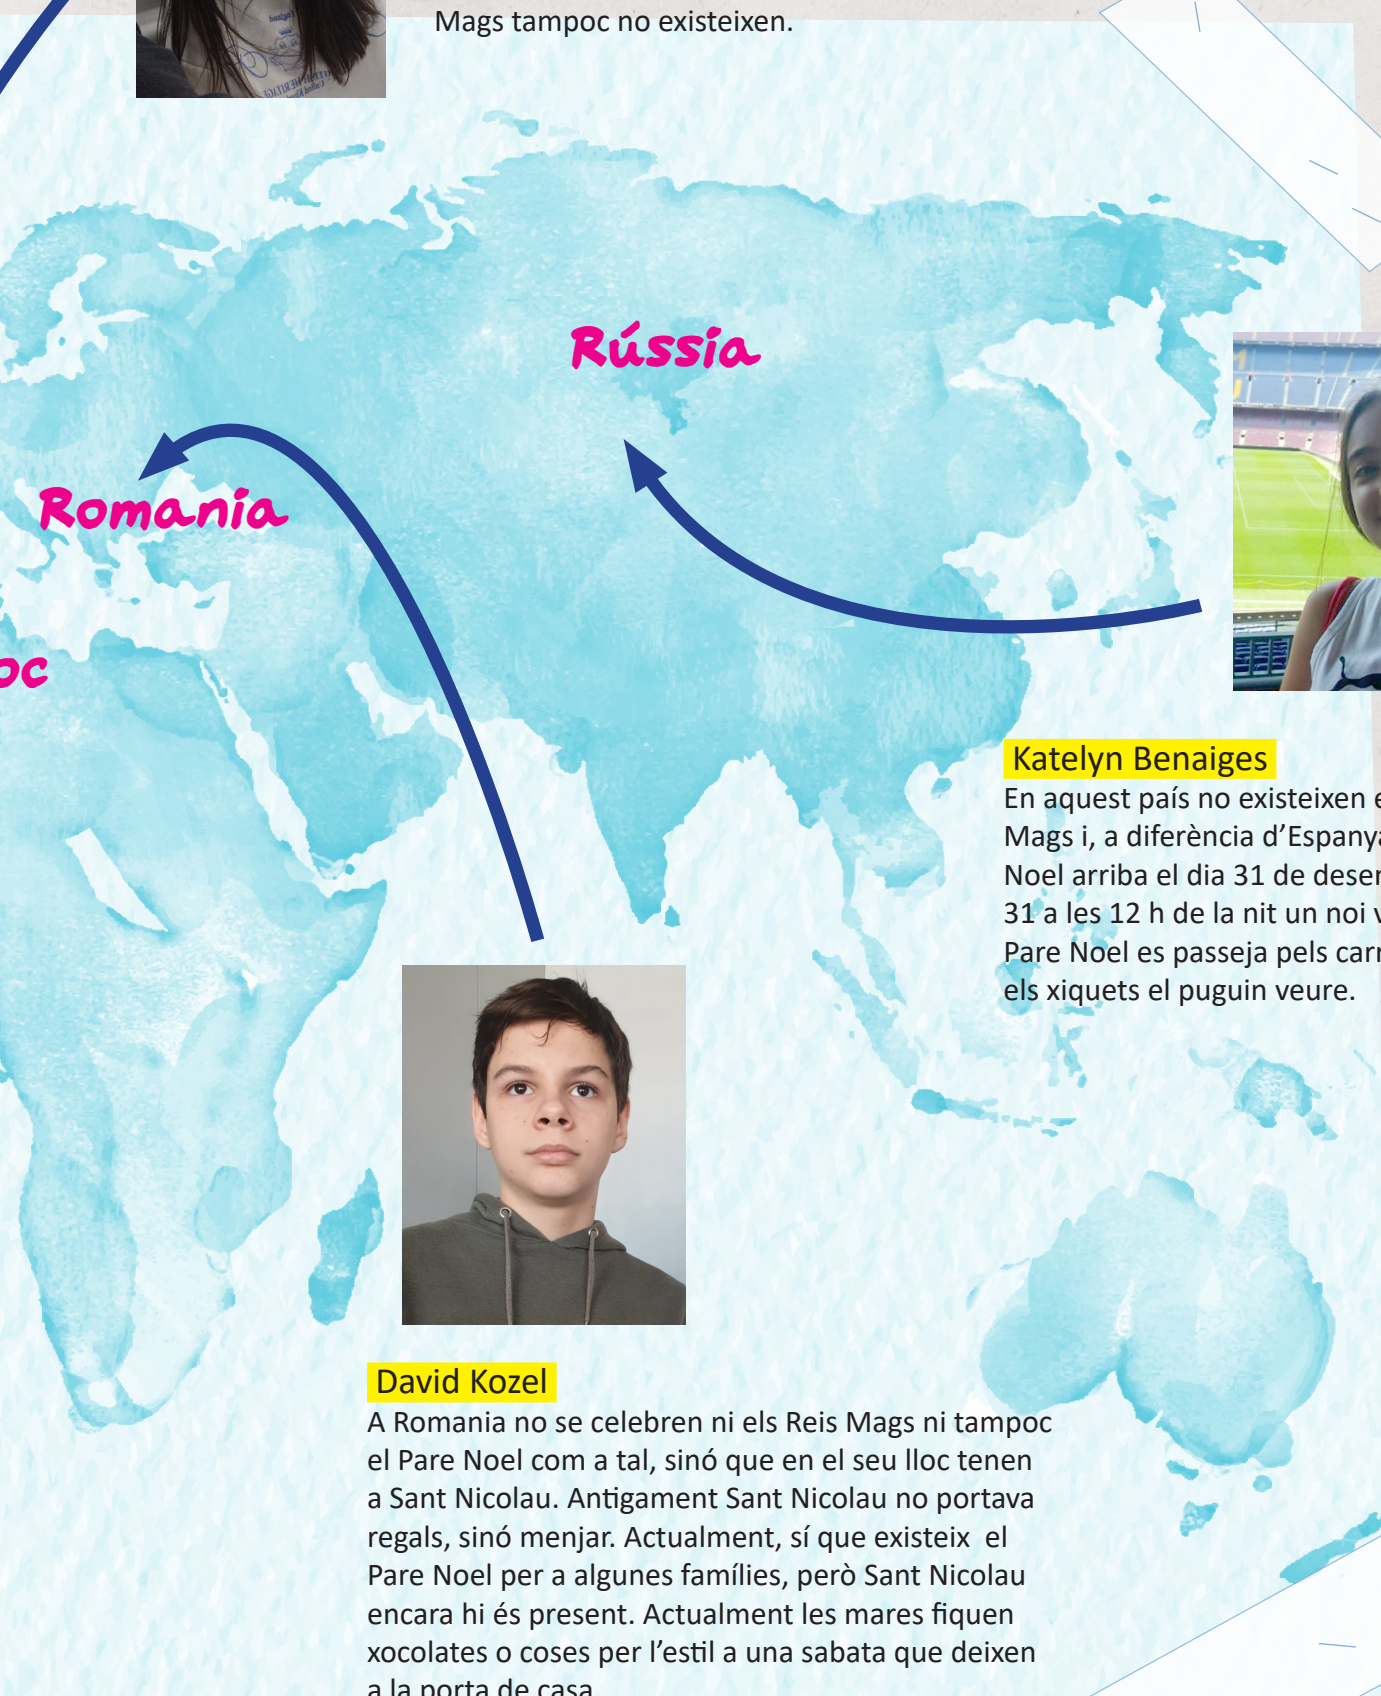 Mags tampoc no existeixen.
Rússia
Romania
oc
Katelyn Benaiges
En aquest país no existeixen
Mags i, a diferència d’Espanya
Noel arriba el dia 31 de
31 a les 12 h de la nit un noi
Pare Noel es passeja pels
els xiquets el puguin veure.
David Kozel
A Romania no se celebren ni els Reis Mags ni tampoc
el Pare Noel com a tal, sinó que en el seu lloc tenen
a Sant Nicolau. Antigament Sant Nicolau no portava
regals, sinó menjar. Actualment, sí que existeix el
Pare Noel per a algunes famílies, però Sant Nicolau
encara hi és present. Actualment les mares fiquen
xocolates o coses per l’estil a una sabata que deixen
a la porta de casa